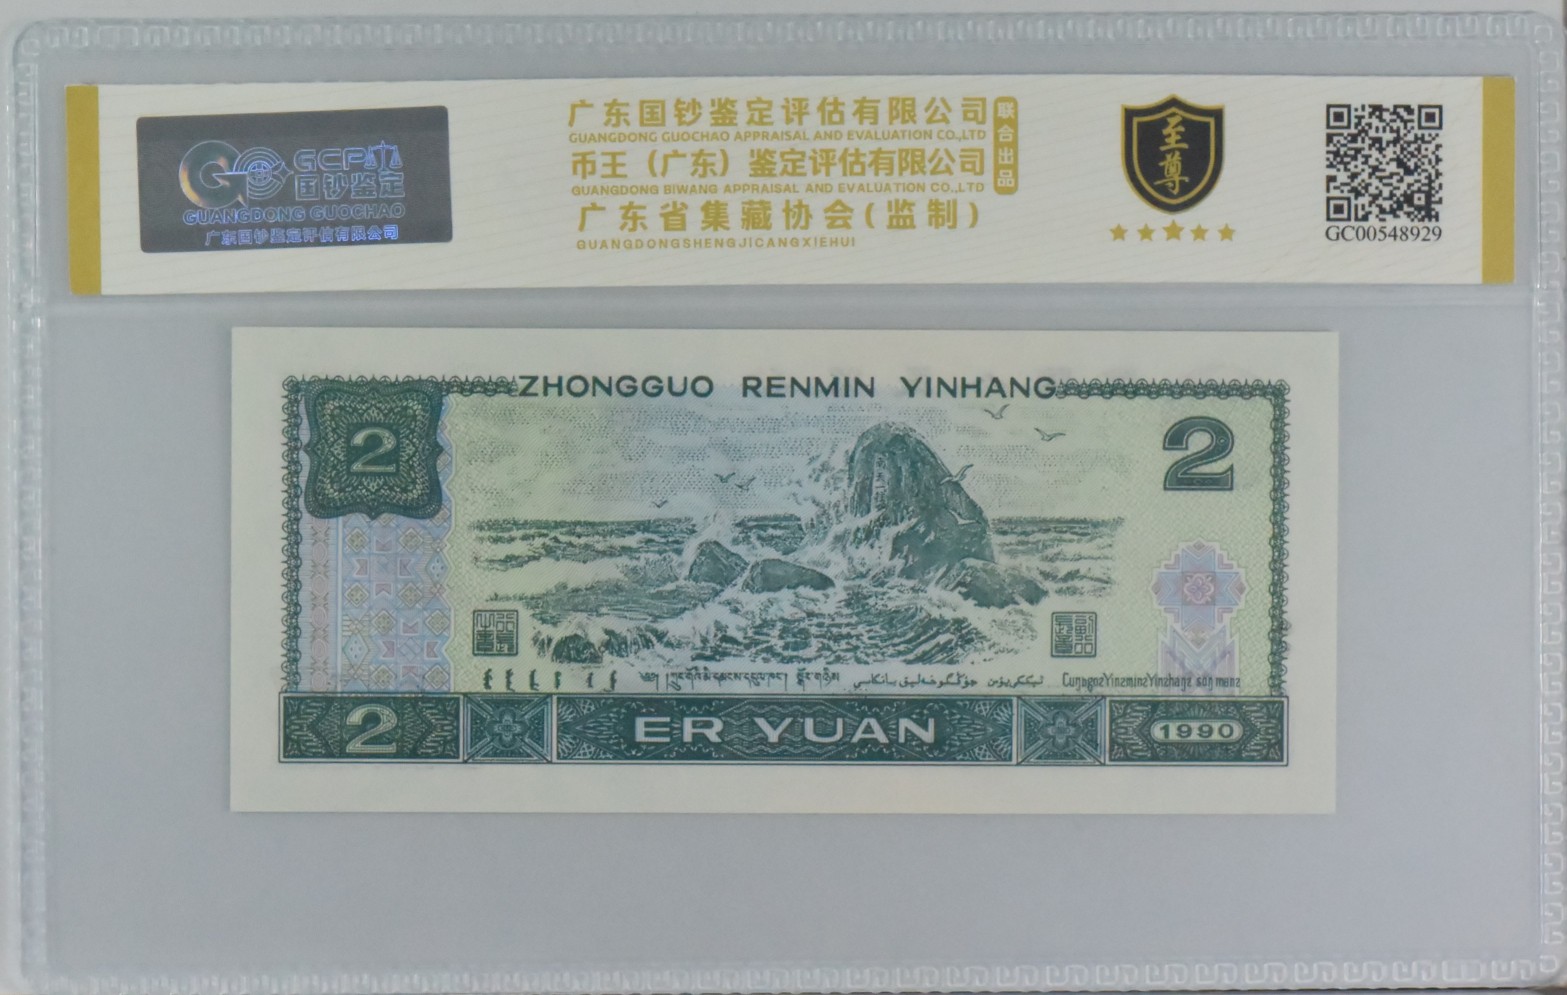 GCP
国钞鉴定
GUANGDONG GUOCHAO
广东国钞鉴定评估有限公司
广东国钞鉴定评估有限公司
GUANGDONG GUOCHAO APPRAISAL AND EVALUATION CO.,LTD
币王（广东）鉴定评估有限公司
GUANGDONG BIWANG APPRAISAL AND EVALUATION CO.,LTD
广东省集藏协会(监制)
GUANGDONGSHENGJICANGXIEHUI
联合出品
至尊
GC00548929
ZHONGGUO RENMIN YINHANG
2
2
2
ER YUAN
1990